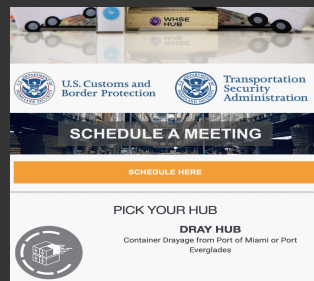 WHSE
HUB
U.S. Customs and
Border Protection
Transportation
Security
Administration
SCHEDULE A MEETING
SCHEDULE HERE
PICK YOUR HUB
DRAY HUB
Container Drayage from Port of Miami or Port
Everglades